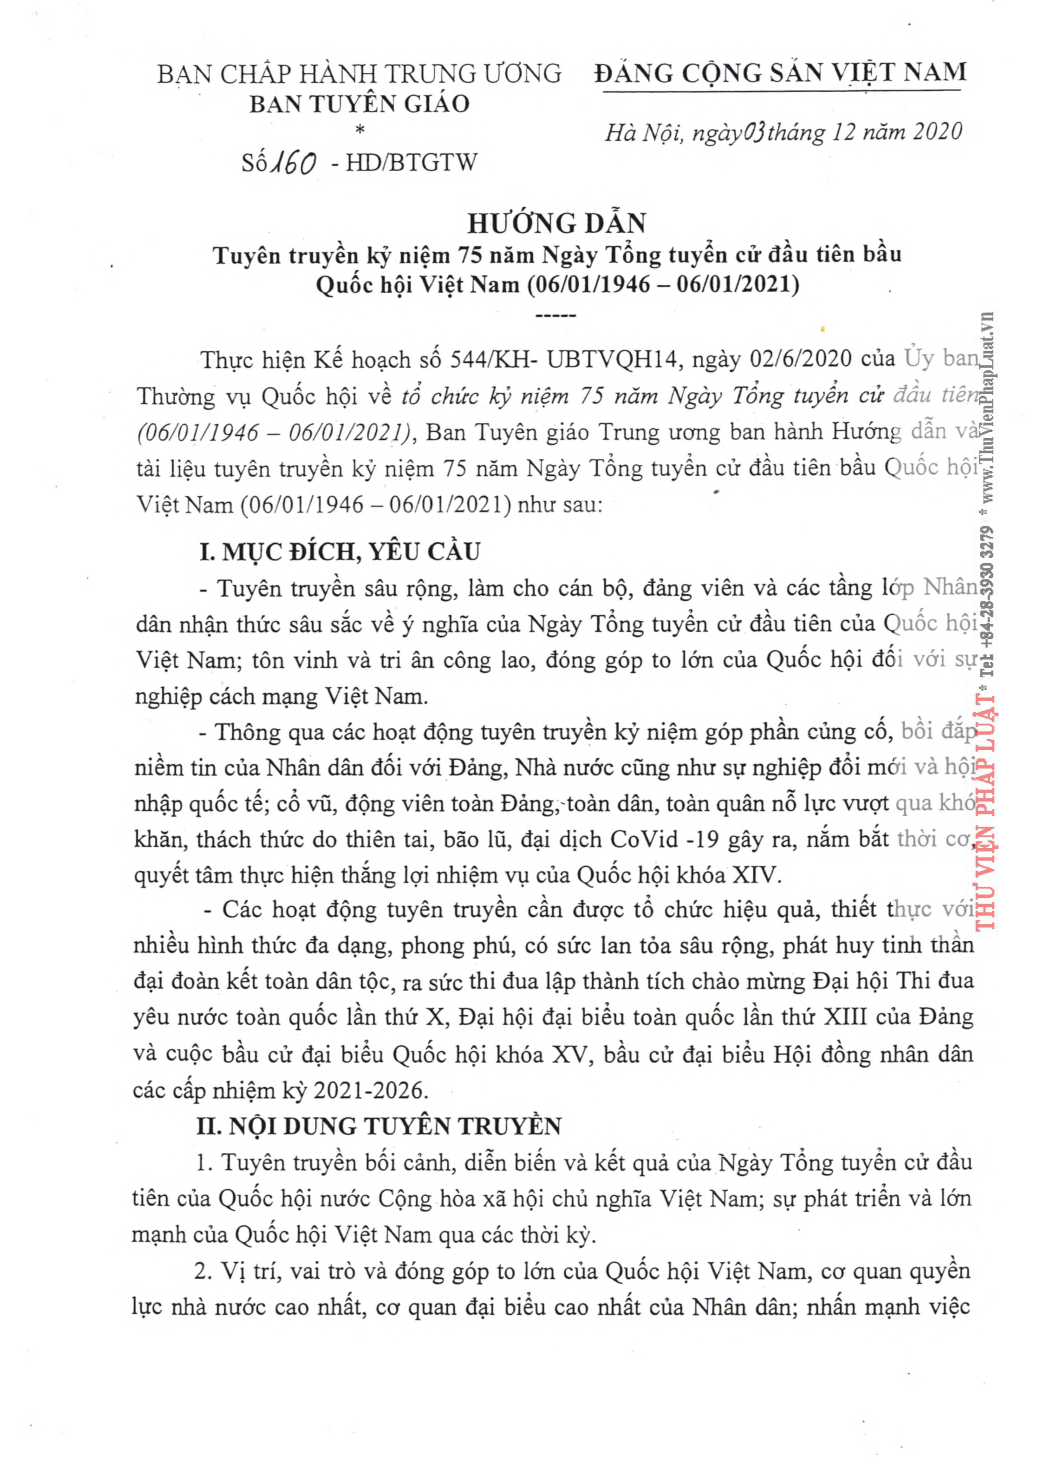 BAN CHẤP HÀNH TRUNG ƯƠNG
BAN TUYÊN GIÁO
*
Số 160 - HD/BTGTW
ĐẢNG CỘNG SẢN VIỆT NAM
Hà Nội, ngày 03 tháng 12 năm 2020
HƯỚNG DẪN
Tuyên truyền kỷ niệm 75 năm Ngày Tổng tuyển cử đầu tiên bầu
Quốc hội Việt Nam (06/01/1946 – 06/01/2021)
-----
Thực hiện Kế hoạch số 544/KH- UBTVQH14, ngày 02/6/2020 của Ủy ban
Thường vụ Quốc hội về tổ chức kỷ niệm 75 năm Ngày Tổng tuyển cử đầu tiên
(06/01/1946 – 06/01/2021), Ban Tuyên giáo Trung ương ban hành Hướng dẫn và
tài liệu tuyên truyền kỷ niệm 75 năm Ngày Tổng tuyển cử đầu tiên bầu Quốc hội
Việt Nam (06/01/1946 – 06/01/2021) như sau:
I. MỤC ĐÍCH, YÊU CẦU
- Tuyên truyền sâu rộng, làm cho cán bộ, đảng viên và các tầng lớp Nhân
dân nhận thức sâu sắc về ý nghĩa của Ngày Tổng tuyển cử đầu tiên của Quốc hội
Việt Nam; tôn vinh và tri ân công lao, đóng góp to lớn của Quốc hội đối với sự
nghiệp cách mạng Việt Nam.
- Thông qua các hoạt động tuyên truyền kỷ niệm góp phần củng cố, bồi đắp
niềm tin của Nhân dân đối với Đảng, Nhà nước cũng như sự nghiệp đổi mới và hội
nhập quốc tế; cổ vũ, động viên toàn Đảng, toàn dân, toàn quân nỗ lực vượt qua khó
khăn, thách thức do thiên tai, bão lũ, đại dịch CoVid -19 gây ra, nắm bắt thời cơ,
quyết tâm thực hiện thắng lợi nhiệm vụ của Quốc hội khóa XIV.
- Các hoạt động tuyên truyền cần được tổ chức hiệu quả, thiết thực với
nhiều hình thức đa dạng, phong phú, có sức lan tỏa sâu rộng, phát huy tinh thần
đại đoàn kết toàn dân tộc, ra sức thi đua lập thành tích chào mừng Đại hội Thi đua
yêu nước toàn quốc lần thứ X, Đại hội đại biểu toàn quốc lần thứ XIII của Đảng
và cuộc bầu cử đại biểu Quốc hội khóa XV, bầu cử đại biểu Hội đồng nhân dân
các cấp nhiệm kỳ 2021-2026.
II. NỘI DUNG TUYÊN TRUYỀN
1. Tuyên truyền bối cảnh, diễn biến và kết quả của Ngày Tổng tuyển cử đầu
tiên của Quốc hội nước Cộng hòa xã hội chủ nghĩa Việt Nam; sự phát triển và lớn
mạnh của Quốc hội Việt Nam qua các thời kỳ.
2. Vị trí, vai trò và đóng góp to lớn của Quốc hội Việt Nam, cơ quan quyền
lực nhà nước cao nhất, cơ quan đại biểu cao nhất của Nhân dân; nhấn mạnh việc
THƯ VIỆN PHÁP LUẬT * Tel: +84-28-3930 3279 * www.ThuVienPhapLuat.vn